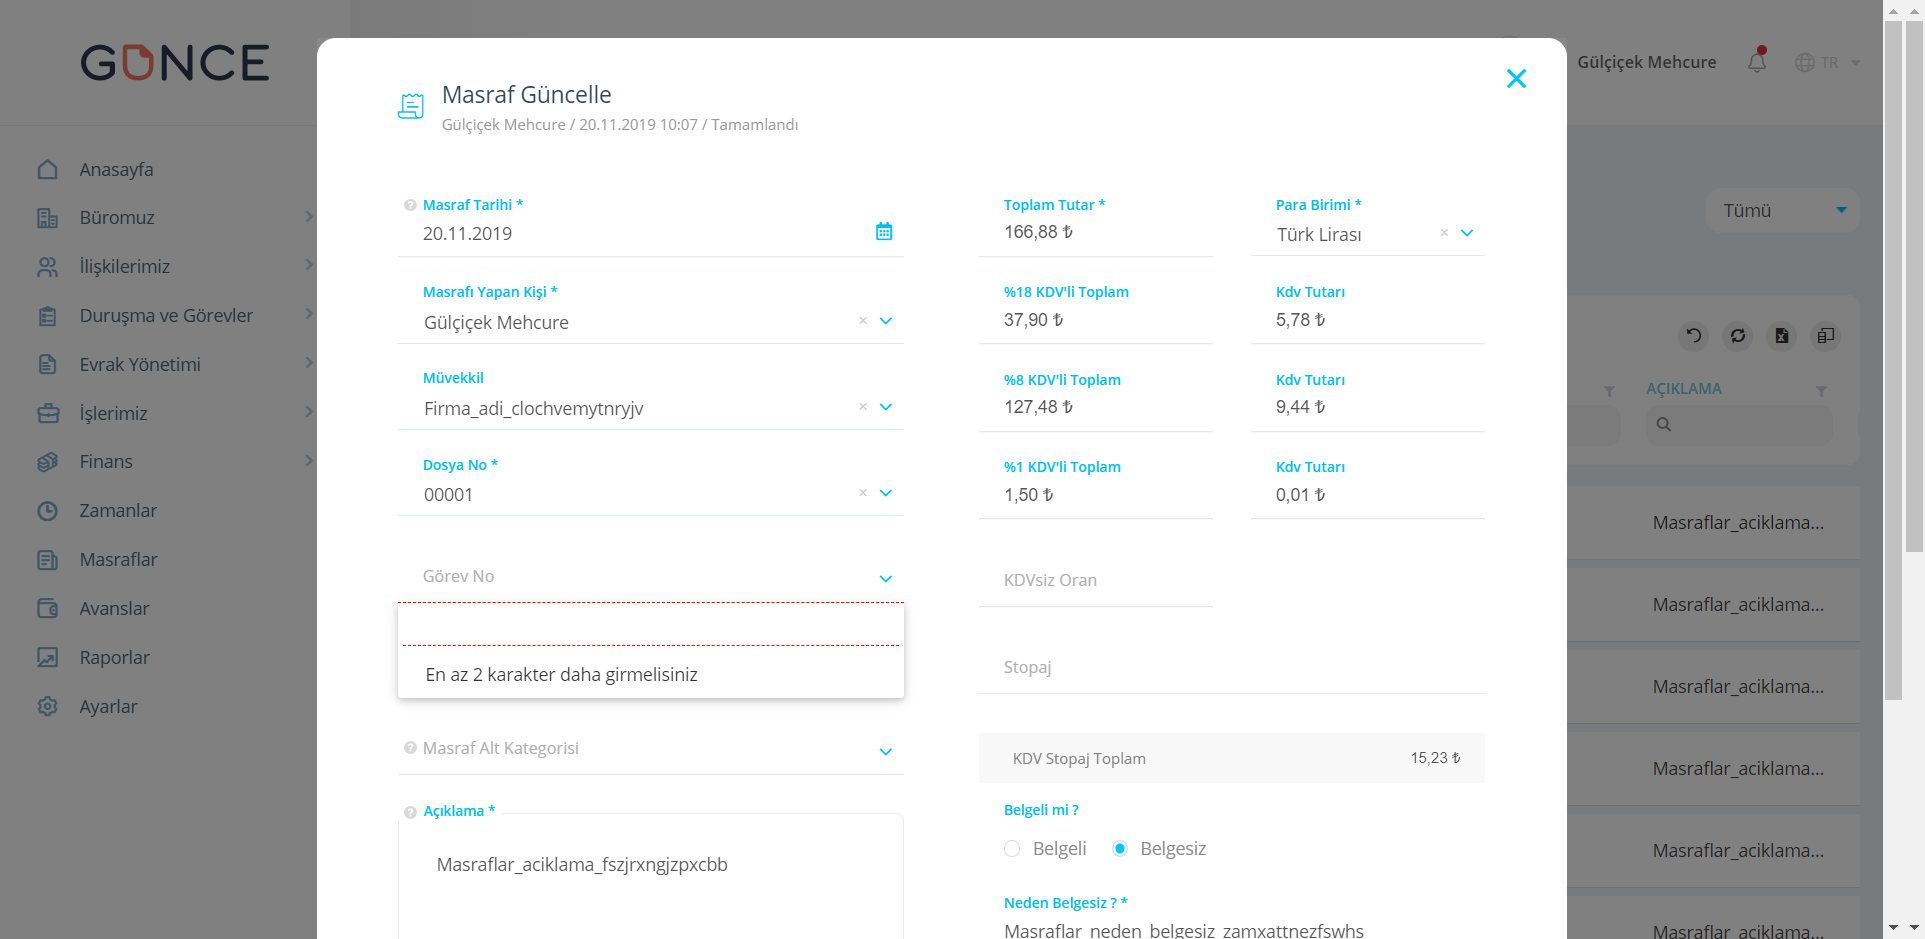 GÜNCE
Anasayfa
Büromuz
İlişkilerimiz
Duruşma ve Görevler
Evrak Yönetimi
İşlerimiz
Finans
Zamanlar
Masraflar
Avanslar
Raporlar
Ayarlar
Gülçiçek Mehcure
TR
Tümü
AÇIKLAMA
Masraflar_aciklama...
Masraflar_aciklama...
Masraflar_aciklama...
Masraflar_aciklama...
Masraflar_aciklama...
Masraflar_aciklama...
Masraf Güncelle
Gülçiçek Mehcure / 20.11.2019 10:07 / Tamamlandı
Masraf Tarihi *
20.11.2019
Masrafı Yapan Kişi *
Gülçiçek Mehcure
Müvekkil
Firma_adi_clochvemytnryjv
Dosya No *
00001
Görev No
En az 2 karakter daha girmelisiniz
Masraf Alt Kategorisi
Açıklama *
Masraflar_aciklama_fszjrxngjzpxcbb
Toplam Tutar *
166,88 ₺
Para Birimi *
Türk Lirası
%18 KDV'li Toplam
37,90 ₺
Kdv Tutarı
5,78 ₺
%8 KDV'li Toplam
127,48 ₺
Kdv Tutarı
9,44 ₺
%1 KDV'li Toplam
1,50 ₺
Kdv Tutarı
0,01 ₺
KDVsiz Oran
Stopaj
KDV Stopaj Toplam 15,23 ₺
Belgeli mi ?
Belgeli Belgesiz
Neden Belgesiz ? *
Masraflar_neden_belgesiz_zamxattnezfswhs